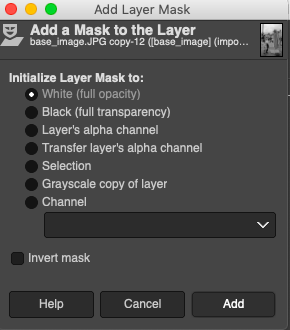 Add Layer Mask
Add a Mask to the Layer
base_image.JPG copy-12 ([base_image] (impo...
Initialize Layer Mask to:
White (full opacity)
Black (full transparency)
Layer's alpha channel
Transfer layer's alpha channel
Selection
Grayscale copy of layer
Channel
Invert mask
Help
Cancel
Add